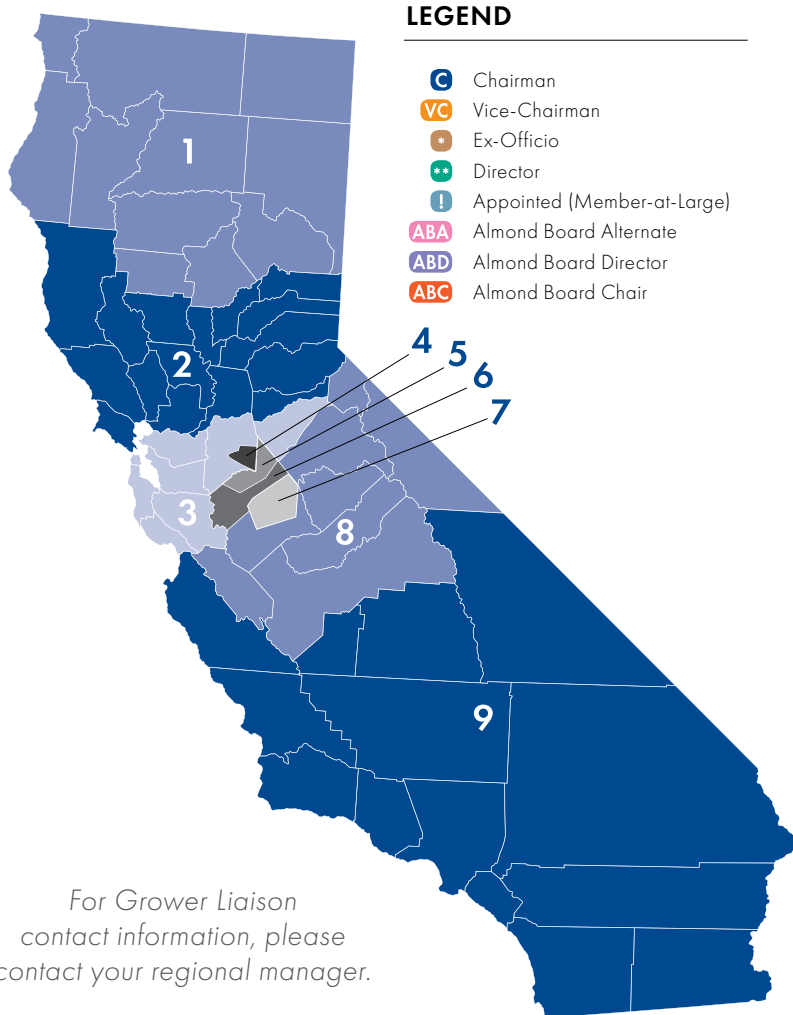 LEGEND
C Chairman
VC Vice-Chairman
* Ex-Officio
** Director
! Appointed (Member-at-Large)
ABA Almond Board Alternate
ABD Almond Board Director
ABC Almond Board Chair
1
2
3
4
5
6
7
8
9
For Grower Liaison
contact information, please
contact your regional manager.